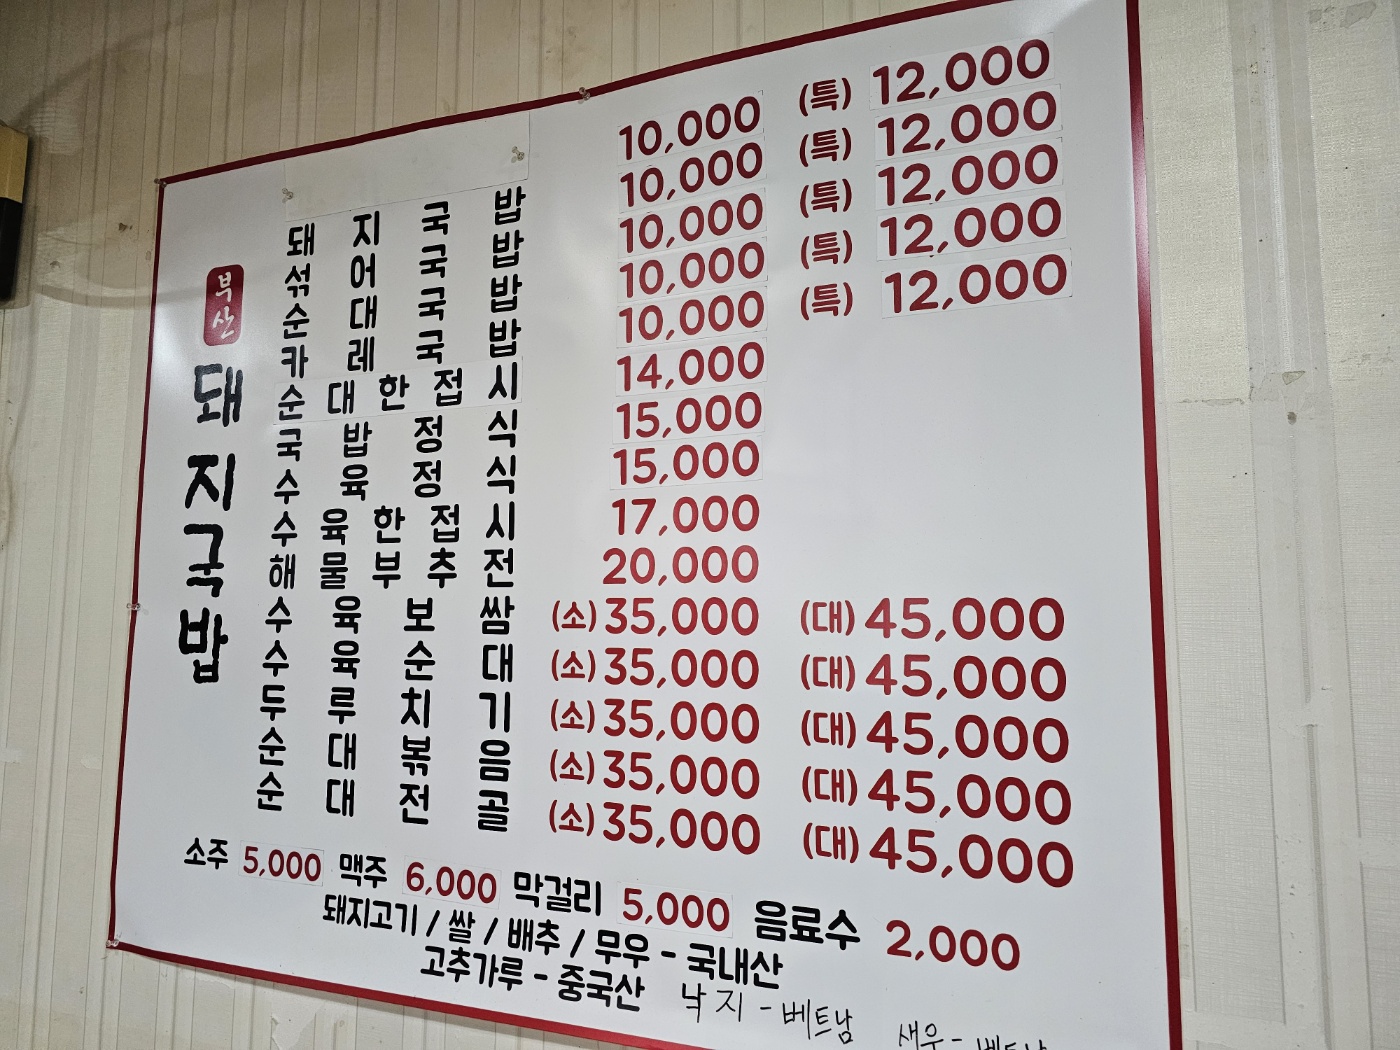 부산
돼지국밥
10,000 (특) 12,000
돼지국밥 10,000 (특) 12,000
섞어국밥 10,000 (특) 12,000
순대국밥 10,000 (특) 12,000
카레국밥 10,000 (특) 12,000
순대한접시 14,000
국밥정식 15,000
수육정식 15,000
수육한접시 17,000
해물부추전 20,000
수육보쌈 (소) 35,000 (대) 45,000
수육순대 (소) 35,000 (대) 45,000
두루치기 (소) 35,000 (대) 45,000
순대볶음 (소) 35,000 (대) 45,000
순대전골 (소) 35,000 (대) 45,000
소주 5,000 맥주 6,000 막걸리 5,000 음료수 2,000
돼지고기 / 쌀 / 배추 / 무우 - 국내산
고추가루 - 중국산 낙지 - 베트남 새우 - 베트남